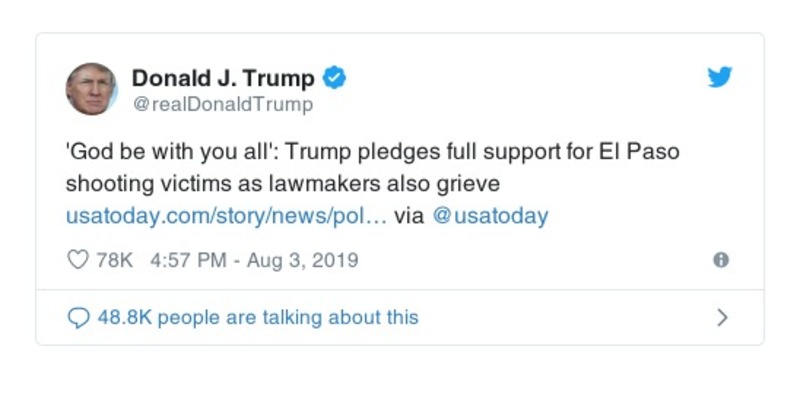 Donald J. Trump
@realDonaldTrump
'God be with you all': Trump pledges full support for El Paso
shooting victims as lawmakers also grieve
usatoday.com/story/news/pol… via @usatoday
78K 4:57 PM - Aug 3, 2019
48.8K people are talking about this